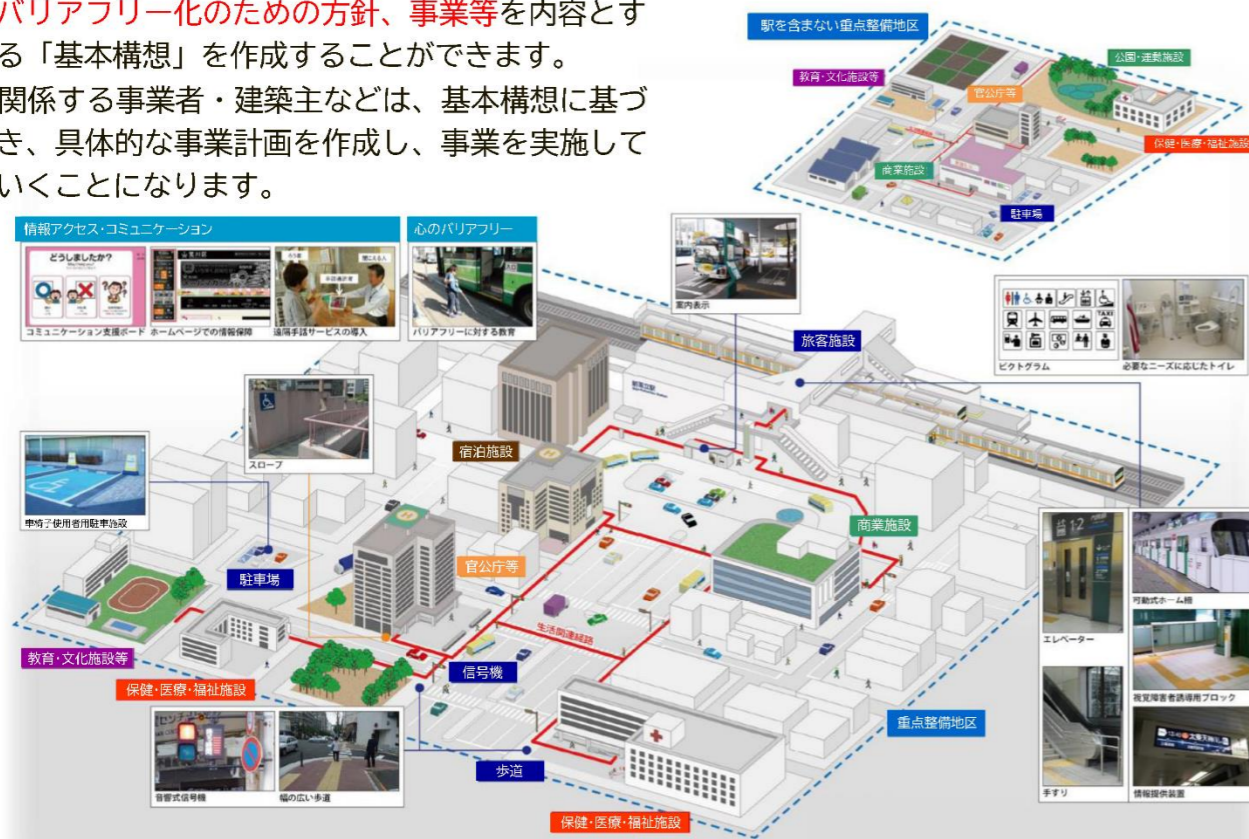 バリアフリー化のための方針、事業等を内容とす
る「基本構想」を作成することができます。
関係する事業者・建築主などは、基本構想に基づ
き、具体的な事業計画を作成し、事業を実施して
いくことになります。
駅を含まない重点整備地区
公園・運動施設
教育・文化施設等
官公庁等
保健・医療・福祉施設
商業施設
駐車場
情報アクセス・コミュニケーション
心のバリアフリー
どうしましたか?
コミュニケーション支援ボード
ホームページでの情報保障
遠隔手話サービスの導入
バリアフリーに対する教育
案内表示
旅客施設
TAXI
ピクトグラム
必要なニーズに応じたトイレ
スロープ
宿泊施設
車椅子使用者用駐車施設
商業施設
駐車場
官公庁等
1・2
エレベーター
可動式ホーム柵
生活関連経路
教育・文化施設等
信号機
保健・医療・福祉施設
視覚障害者誘導用ブロック
重点整備地区
音響式信号機
幅の広い歩道
歩道
手すり
情報提供装置
保健・医療・福祉施設